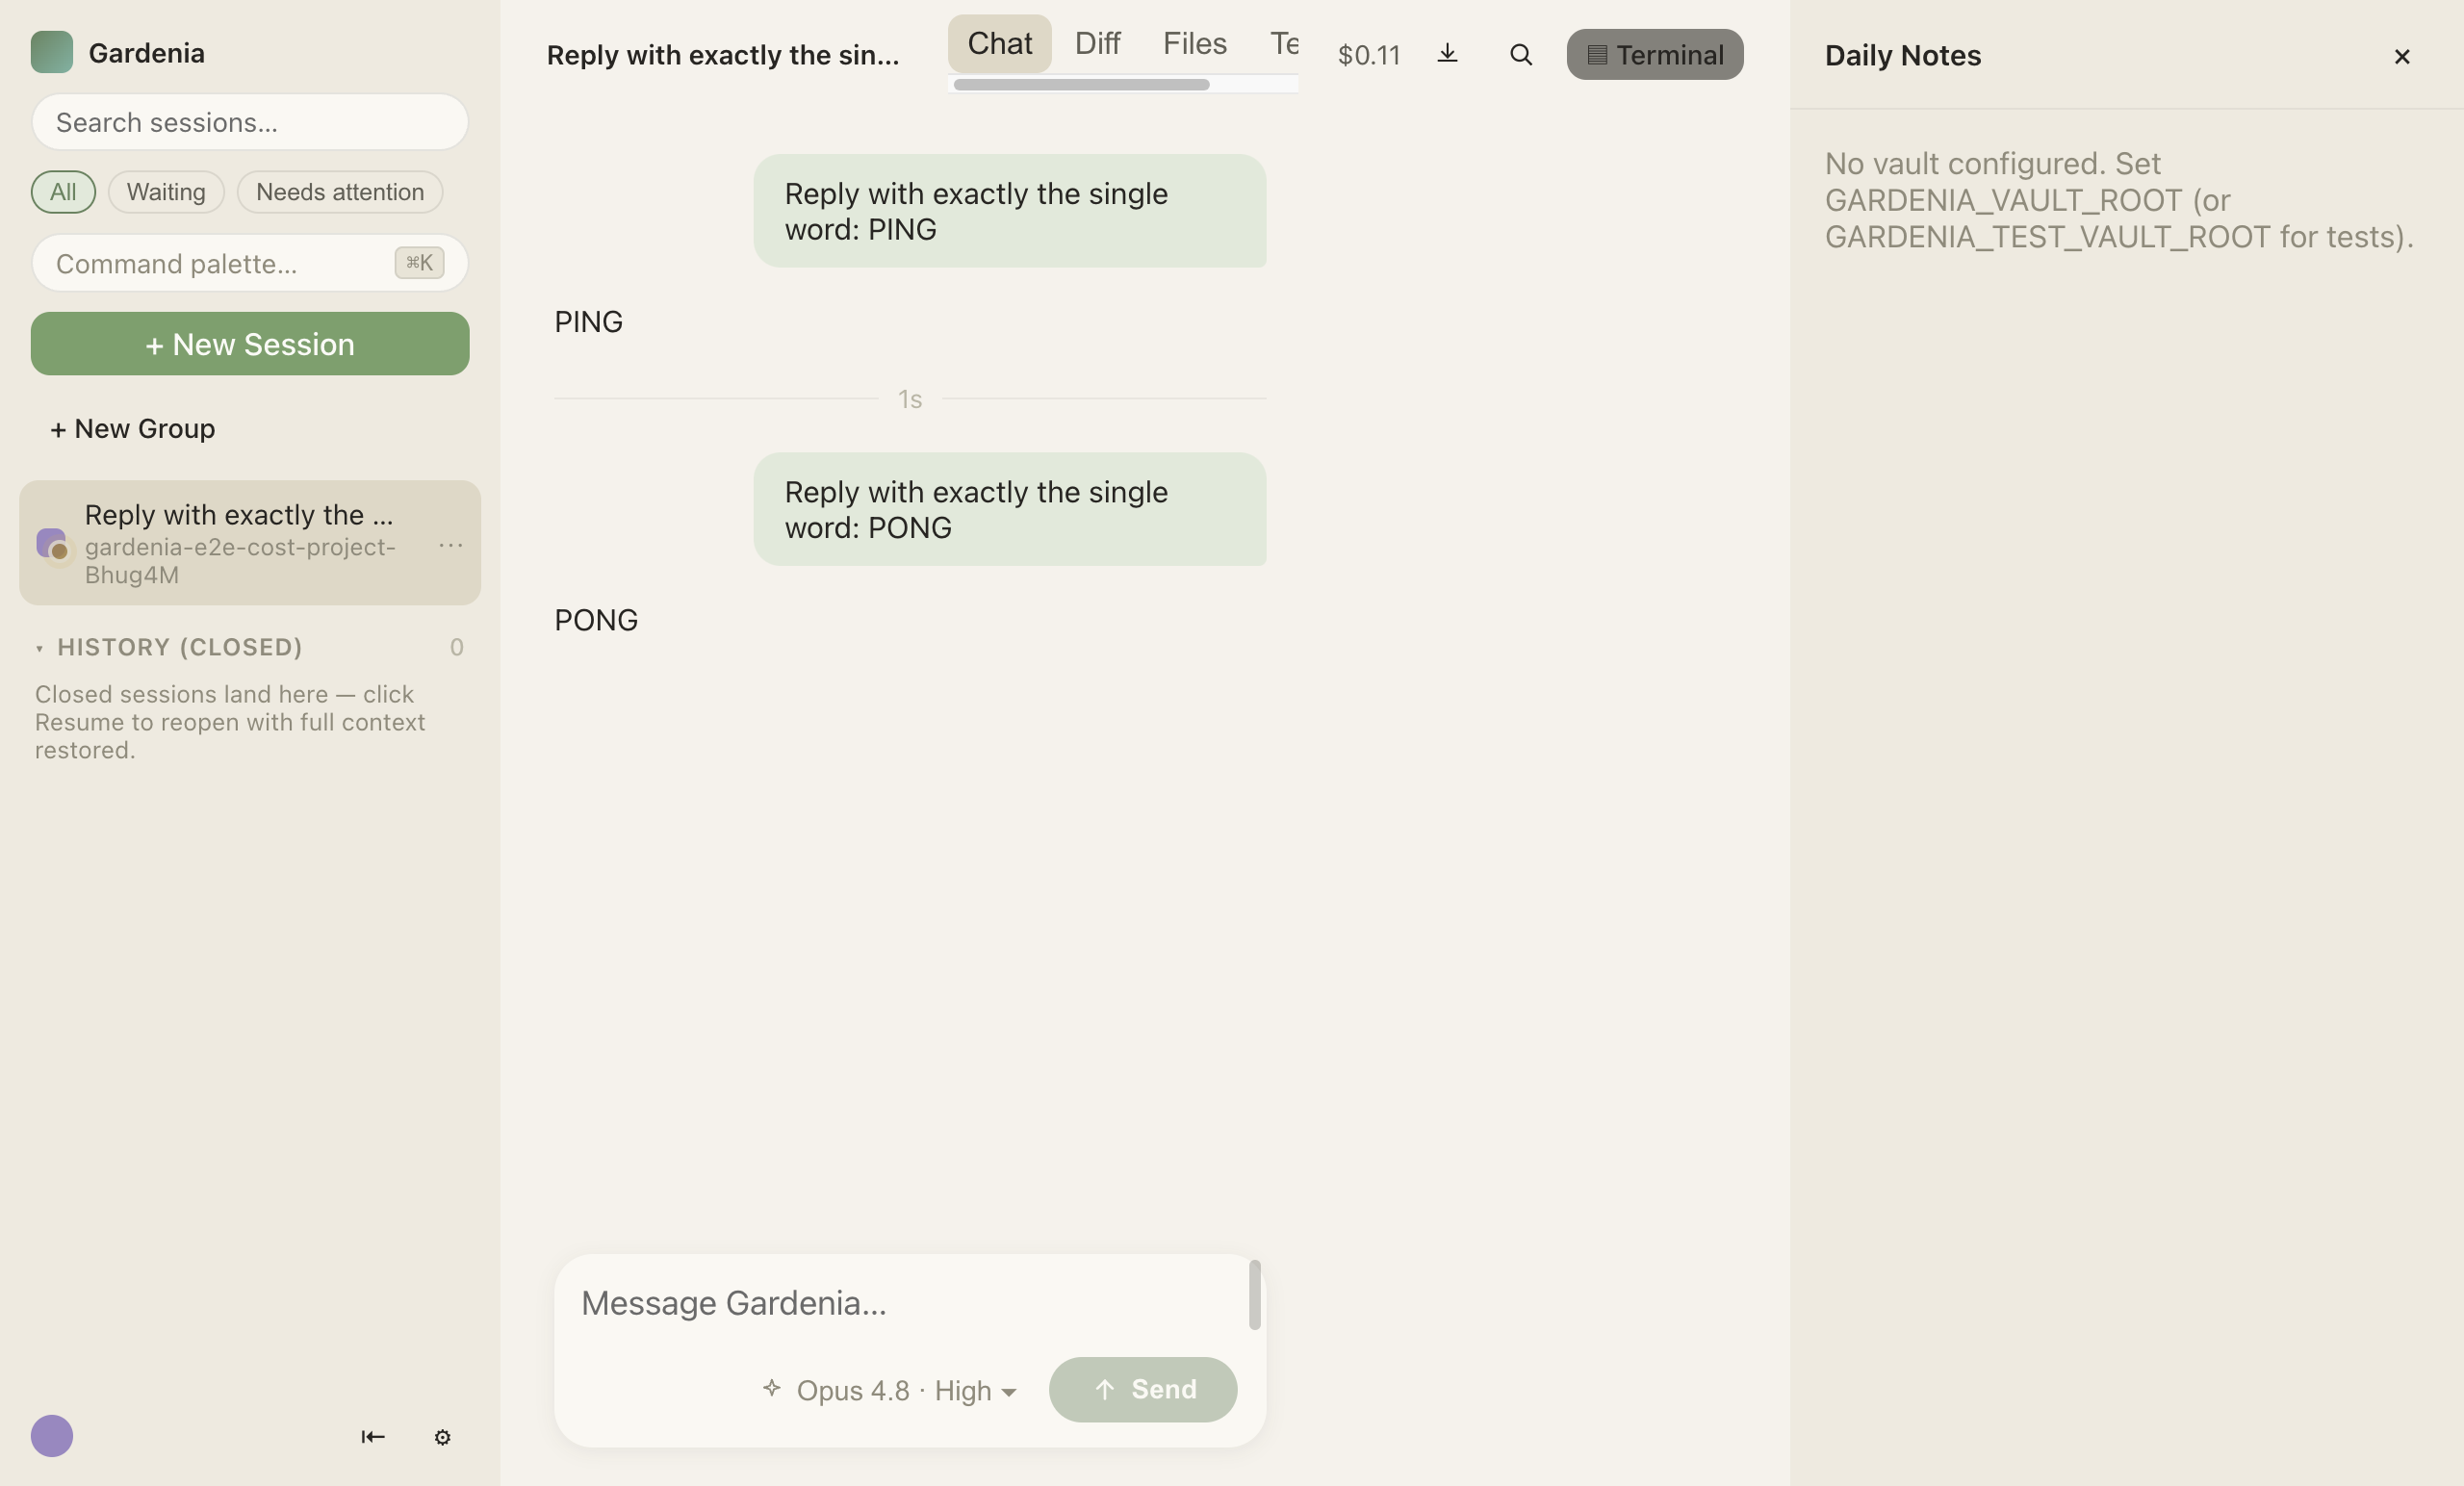 Gardenia
Search sessions...
All
Waiting
Needs attention
Command palette...
⌘K
+ New Session
+ New Group
Reply with exactly the ...
gardenia-e2e-cost-project-
Bhug4M
HISTORY (CLOSED)
0
Closed sessions land here — click
Resume to reopen with full context
restored.
Reply with exactly the sin...
Chat
Diff
Files
Te
$0.11
Terminal
Reply with exactly the single
word: PING
PING
1s
Reply with exactly the single
word: PONG
PONG
Message Gardenia...
Opus 4.8 · High
Send
Daily Notes
No vault configured. Set
GARDENIA_VAULT_ROOT (or
GARDENIA_TEST_VAULT_ROOT for tests).